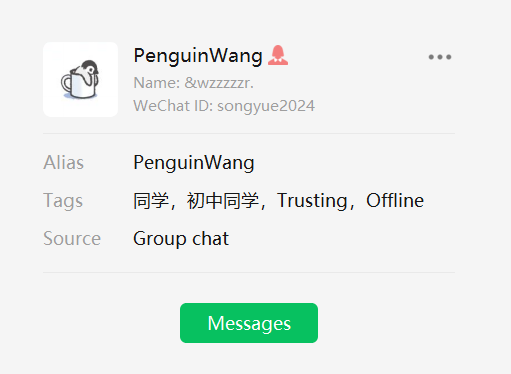 PenguinWang
Name: &wzzzzzr.
WeChat ID: songyue2024
Alias PenguinWang
Tags 同学，初中同学，Trusting，Offline
Source Group chat
Messages